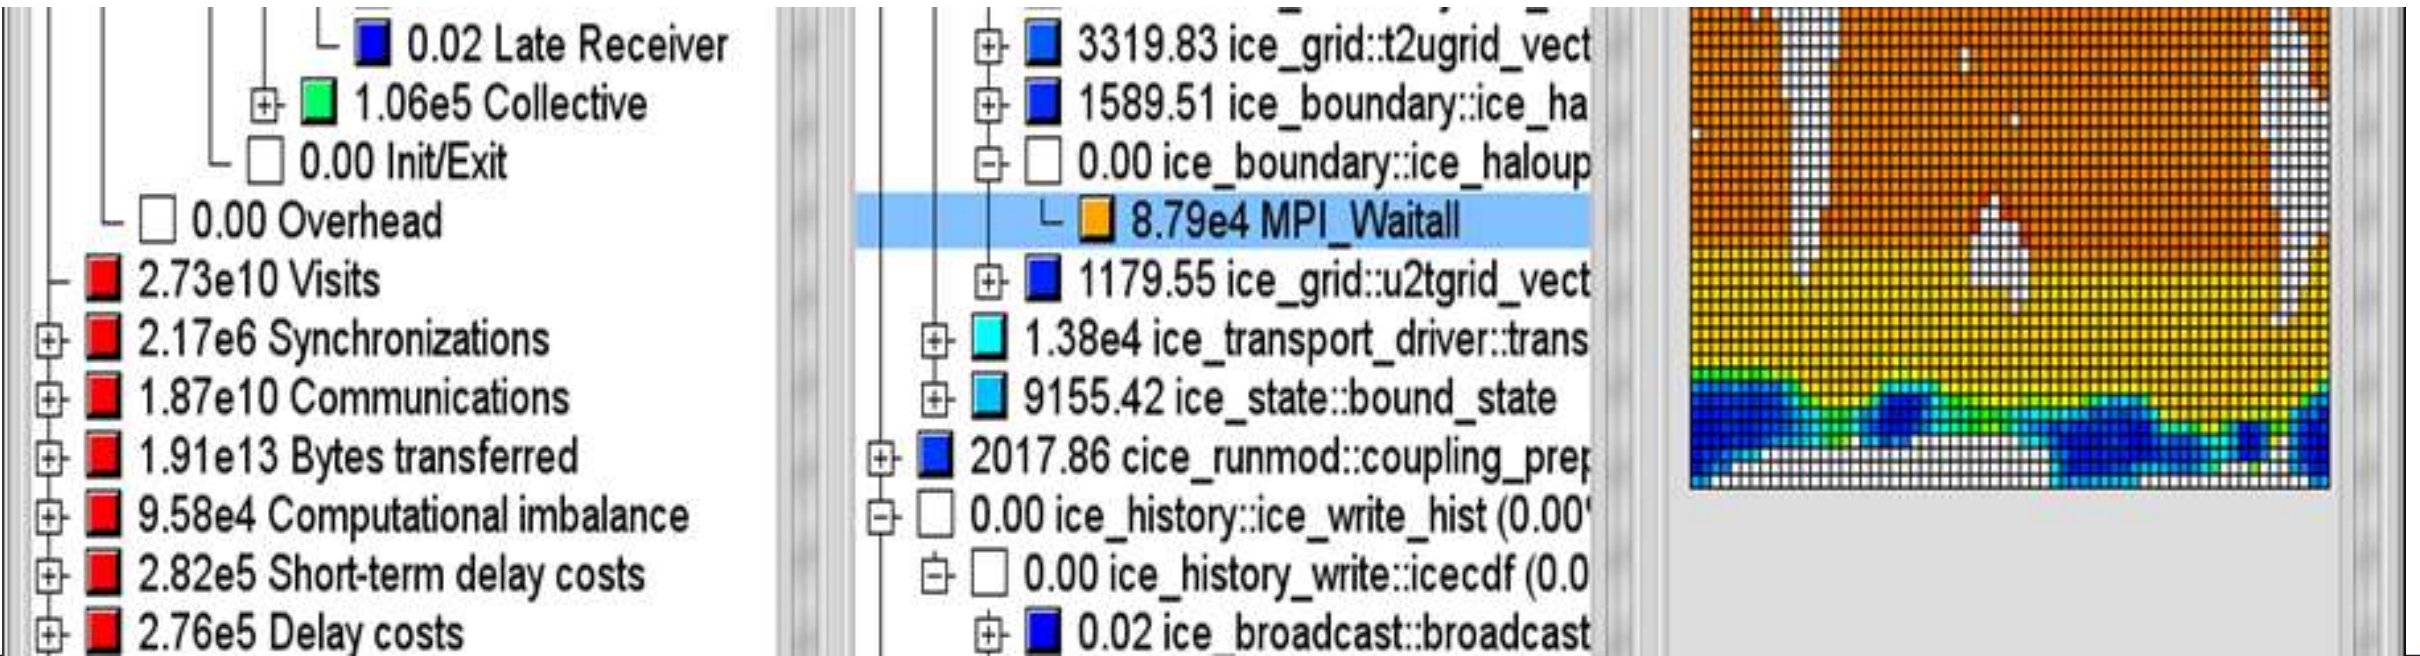 0.02 Late Receiver
1.06e5 Collective
0.00 Init/Exit
0.00 Overhead
2.73e10 Visits
2.17e6 Synchronizations
1.87e10 Communications
1.91e13 Bytes transferred
9.58e4 Computational imbalance
2.82e5 Short-term delay costs
2.76e5 Delay costs
3319.83 ice_grid::t2ugrid_vect
1589.51 ice_boundary::ice_ha
0.00 ice_boundary::ice_haloup
8.79e4 MPI_Waitall
1179.55 ice_grid::u2tgrid_vect
1.38e4 ice_transport_driver::trans
9155.42 ice_state::bound_state
2017.86 cice_runmod::coupling_prep
0.00 ice_history::ice_write_hist (0.00
0.00 ice_history_write::icecdf (0.0
0.02 ice_broadcast::broadcast